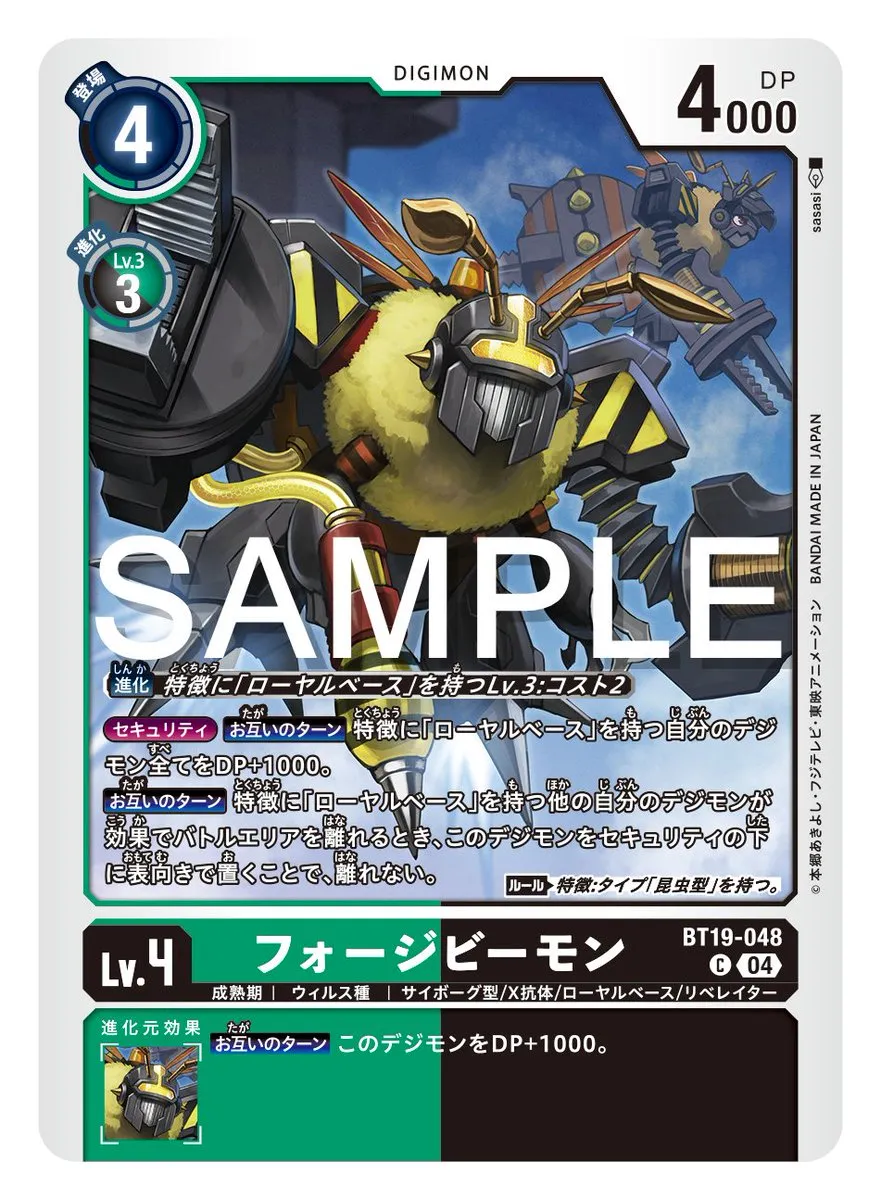 DIGIMON
登場
4
DP
4000
進化
Lv.3
3
sasasi
SAMPLE
進化 特徴に「ローヤルベース」を持つLv.3:コスト2
セキュリティ お互いのターン 特徴に「ローヤルベース」を持つ自分のデジ
モン全てをDP+1000。
お互いのターン 特徴に「ローヤルベース」を持つ他の自分のデジモンが
効果でバトルエリアを離れるとき、このデジモンをセキュリティの下
に表向きで置くことで、離れない。
ルール 特徴:タイプ「昆虫型」を持つ。
©本郷あきよし・フジテレビ・東映アニメーション BANDAI MADE IN JAPAN
BT19-048
Lv.4
フォージビーモン
C 04
成熟期 | ウィルス種 | サイボーグ型/X抗体/ローヤルベース/リベレイター
進化元効果
お互いのターン このデジモンをDP+1000。